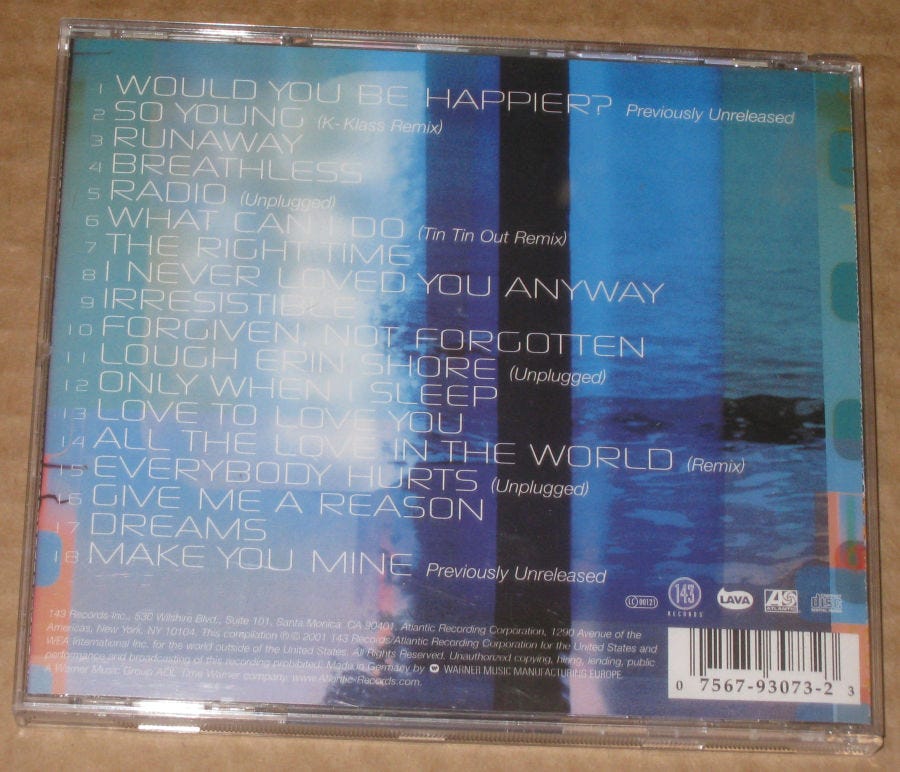 1 WOULD YOU BE HAPPIER? Previously Unreleased
2 SO YOUNG (K-Klass Remix)
3 RUNAWAY
4 BREATHLESS
5 RADIO (Unplugged)
6 WHAT CAN I DO (Tin Tin Out Remix)
7 THE RIGHT TIME
8 I NEVER LOVED YOU ANYWAY
9 IRRESISTIBLE
10 FORGIVEN, NOT FORGOTTEN
11 LOUGH ERIN SHORE (Unplugged)
12 ONLY WHEN I SLEEP
13 LOVE TO LOVE YOU
14 ALL THE LOVE IN THE WORLD (Remix)
15 EVERYBODY HURTS (Unplugged)
16 GIVE ME A REASON
17 DREAMS
18 MAKE YOU MINE Previously Unreleased
LC 00121
143 RECORDS
LAVA
ATLANTIC
disc
143 Records Inc., 530 Wilshire Blvd., Suite 101, Santa Monica, CA 90401, Atlantic Recording Corporation, 1290 Avenue of the
Americas, New York, NY 10104. This compilation ℗© 2001 143 Records/Atlantic Recording Corporation for the United States and
WEA International Inc. for the world outside of the United States. All Rights Reserved. Unauthorized copying, hiring, lending, public
performance and broadcasting of this recording prohibited. Made in Germany by WARNER MUSIC MANUFACTURING EUROPE.
A Warner Music Group AOL Time Warner company. www.Atlantic-Records.com.
0 7567-93073-2 3